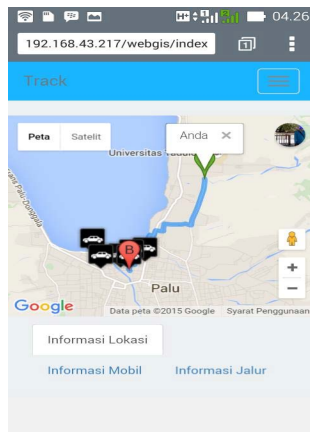 04.26
192.168.43.217/webgis/index
1
Track
Peta Satelit
Anda ×
Universitas Tadula
B
Palu
Google
Data peta ©2015 Google Syarat Penggunaan
Informasi Lokasi
Informasi Mobil Informasi Jalur